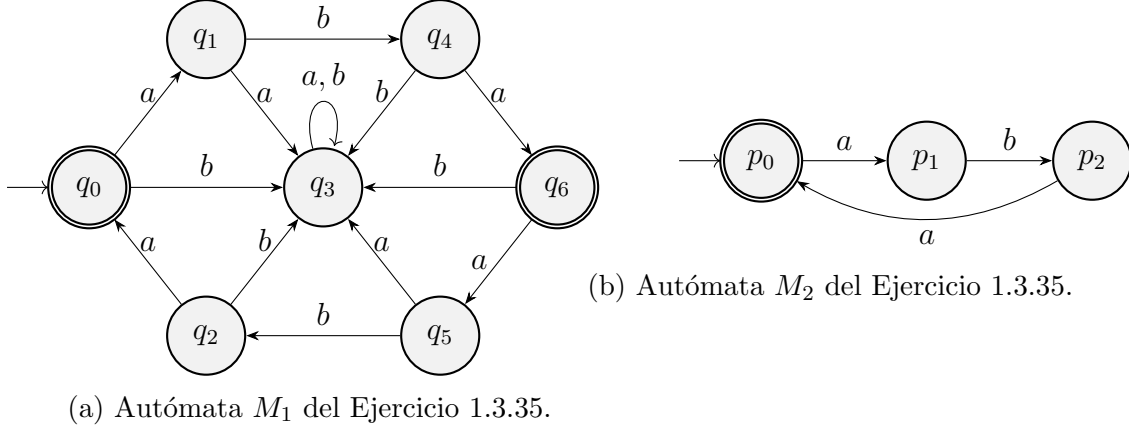 q1
b
q4
a
a
a, b
b
a
q0
b
q3
b
q6
a
b
a
a
q2
b
q5
(a) Autómata M1 del Ejercicio 1.3.35.
p0
a
p1
b
p2
a
(b) Autómata M2 del Ejercicio 1.3.35.